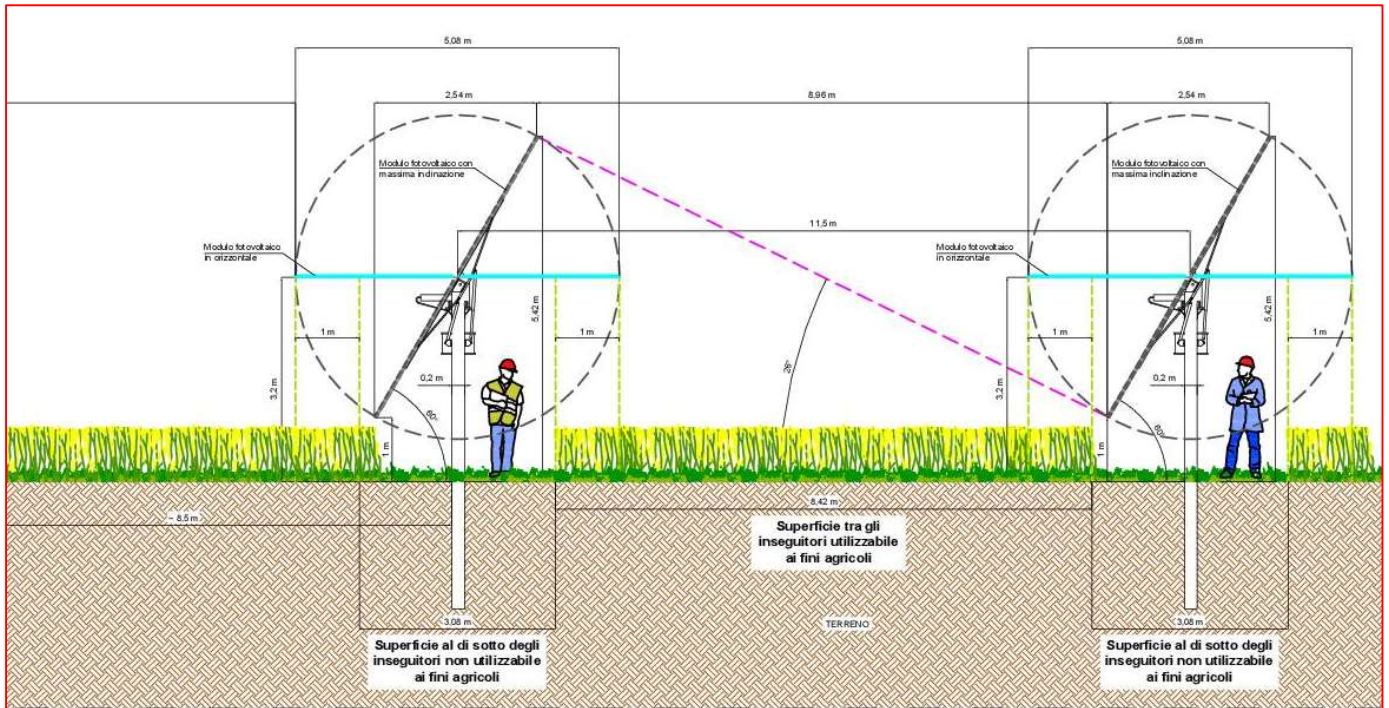 5,08 m
5,08 m
2,54 m
8,96 m
2,54 m
Modulo fotovoltaico con
massima inclinazione
Modulo fotovoltaico con
massima inclinazione
11,5 m
Modulo fotovoltaico
in orizzontale
Modulo fotovoltaico
in orizzontale
5,42 m
5,42 m
1 m
1 m
1 m
1 m
3,2 m
0,2 m
26°
3,2 m
0,2 m
60°
60°
1 m
1 m
~ 8,5 m
8,42 m
Superficie tra gli
inseguitori utilizzabile
ai fini agricoli
3,08 m
TERRENO
3,08 m
Superficie al di sotto degli
inseguitori non utilizzabile
ai fini agricoli
Superficie al di sotto degli
inseguitori non utilizzabile
ai fini agricoli